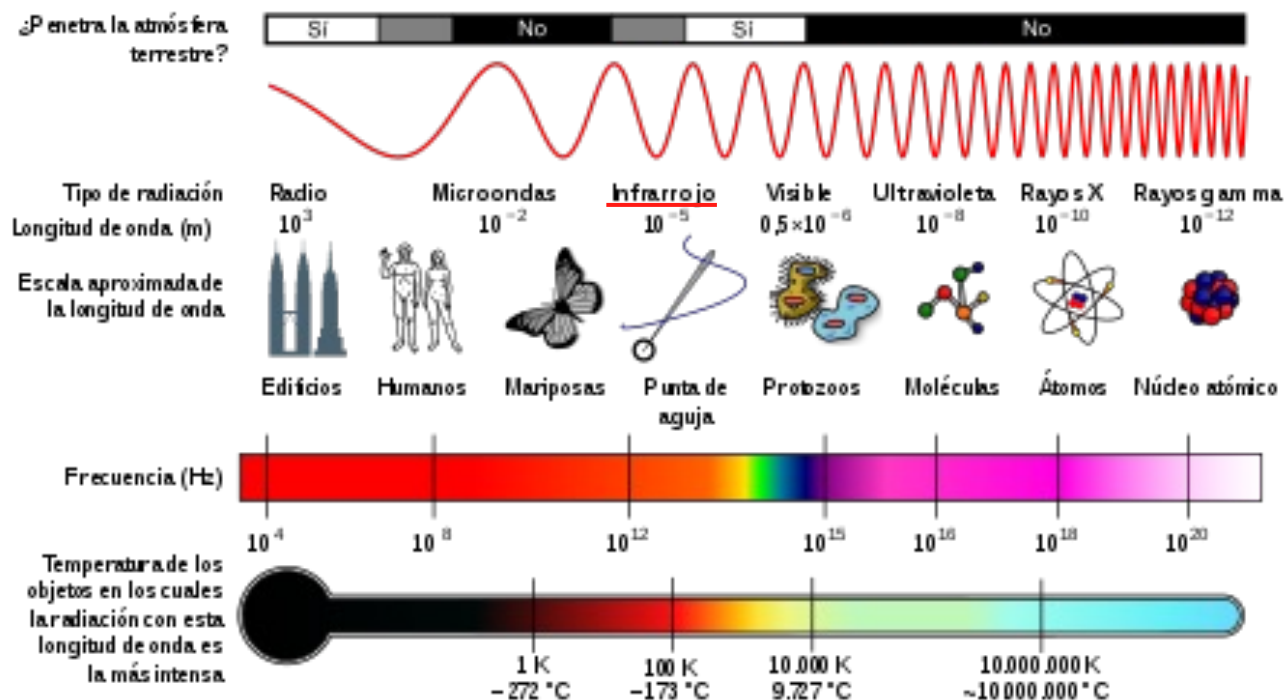 ¿Penetra la atmósfera
terrestre?
Sí No Sí No
Tipo de radiación Radio Microondas Infrarrojo Visible Ultravioleta Rayos X Rayos gamma
Longitud de onda (m) 10³ 10⁻² 10⁻⁵ 0,5×10⁻⁶ 10⁻⁸ 10⁻¹⁰ 10⁻¹²
Escala aproximada de
la longitud de onda
Edificios Humanos Mariposas Punta de
aguja Protozoos Moléculas Átomos Núcleo atómico
Frecuencia (Hz)
10⁴ 10⁸ 10¹² 10¹⁵ 10¹⁶ 10¹⁸ 10²⁰
Temperatura de los
objetos en los cuales
la radiación con esta
longitud de onda es
la más intensa
1 K 100 K 10.000 K 10.000.000 K
−272 °C −173 °C 9.727 °C ~10.000.000 °C